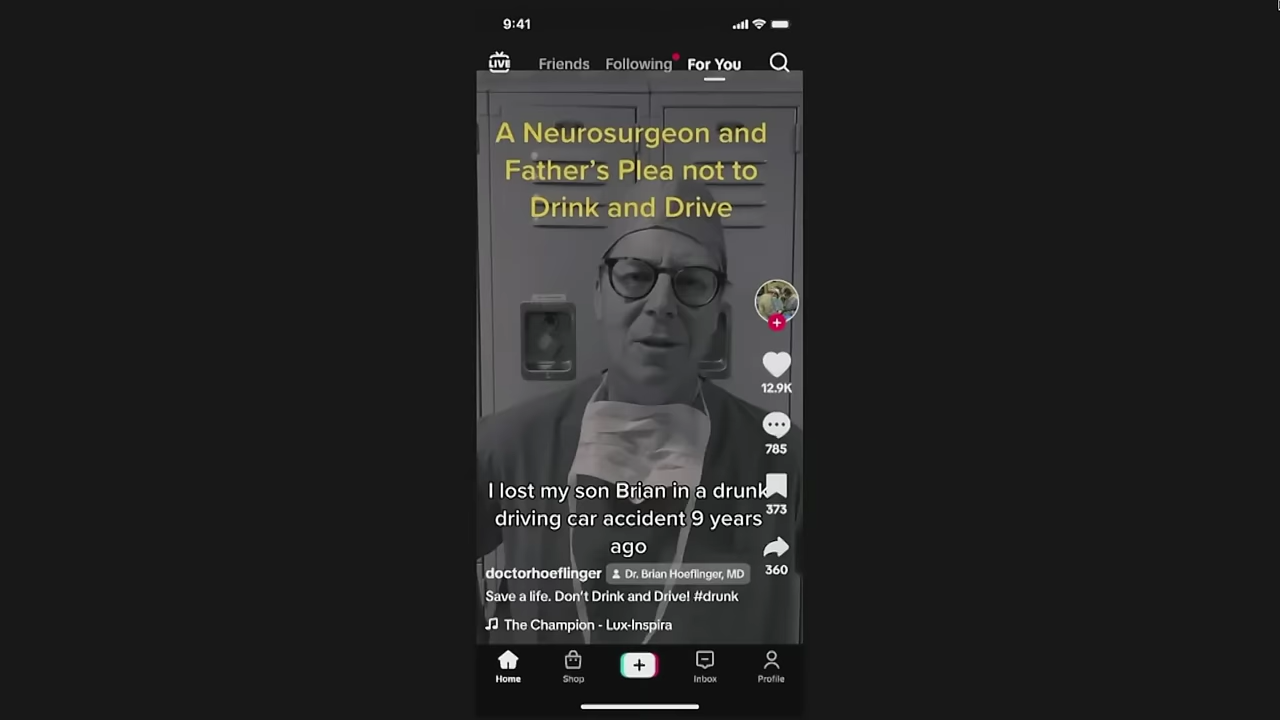 9:41
LIVE
Friends Following For You
A Neurosurgeon and
Father’s Plea not to
Drink and Drive
12.9K
785
I lost my son Brian in a drunk
373
driving car accident 9 years
ago
360
doctorhoeflinger Dr. Brian Hoeflinger, MD
Save a life. Don't Drink and Drive! #drunk
The Champion - Lux-Inspira
Home Shop Inbox Profile